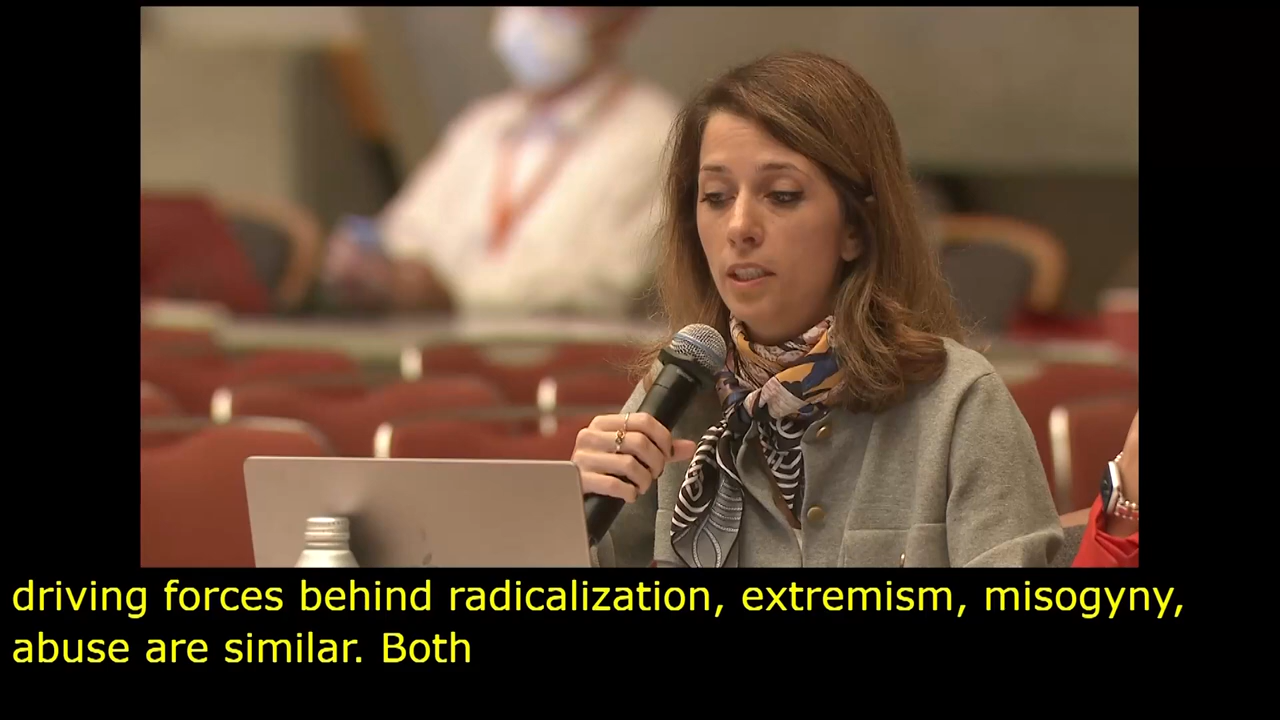 driving forces behind radicalization, extremism, misogyny,
abuse are similar. Both